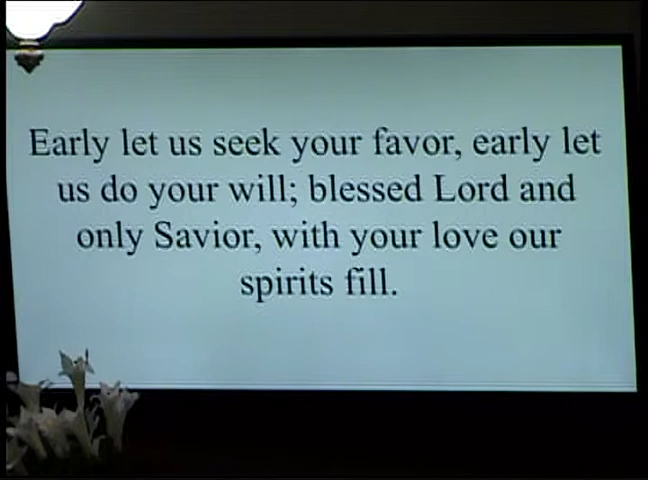 Early let us seek your favor, early let
us do your will; blessed Lord and
only Savior, with your love our
spirits fill.